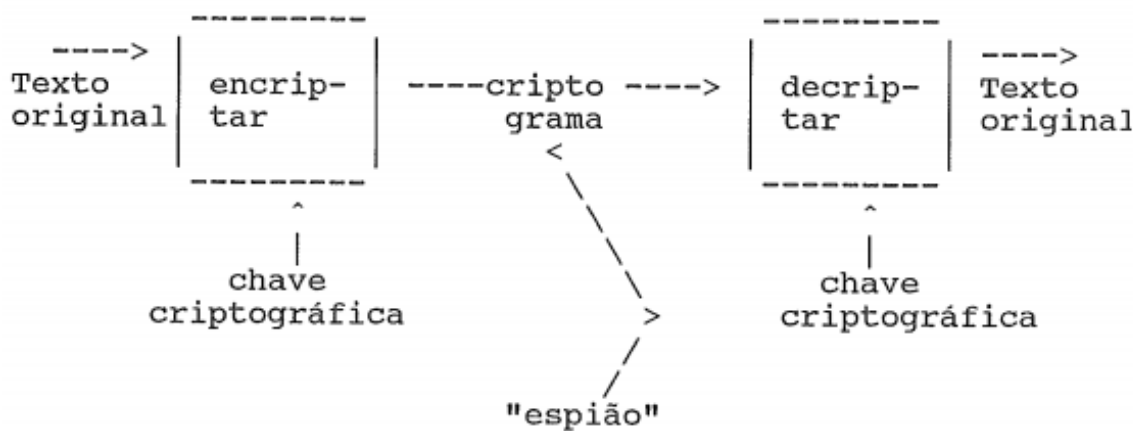 Texto original
encrip-
tar
cripto
grama
decrip-
tar
Texto
original
chave
criptográfica
chave
criptográfica
"espião"